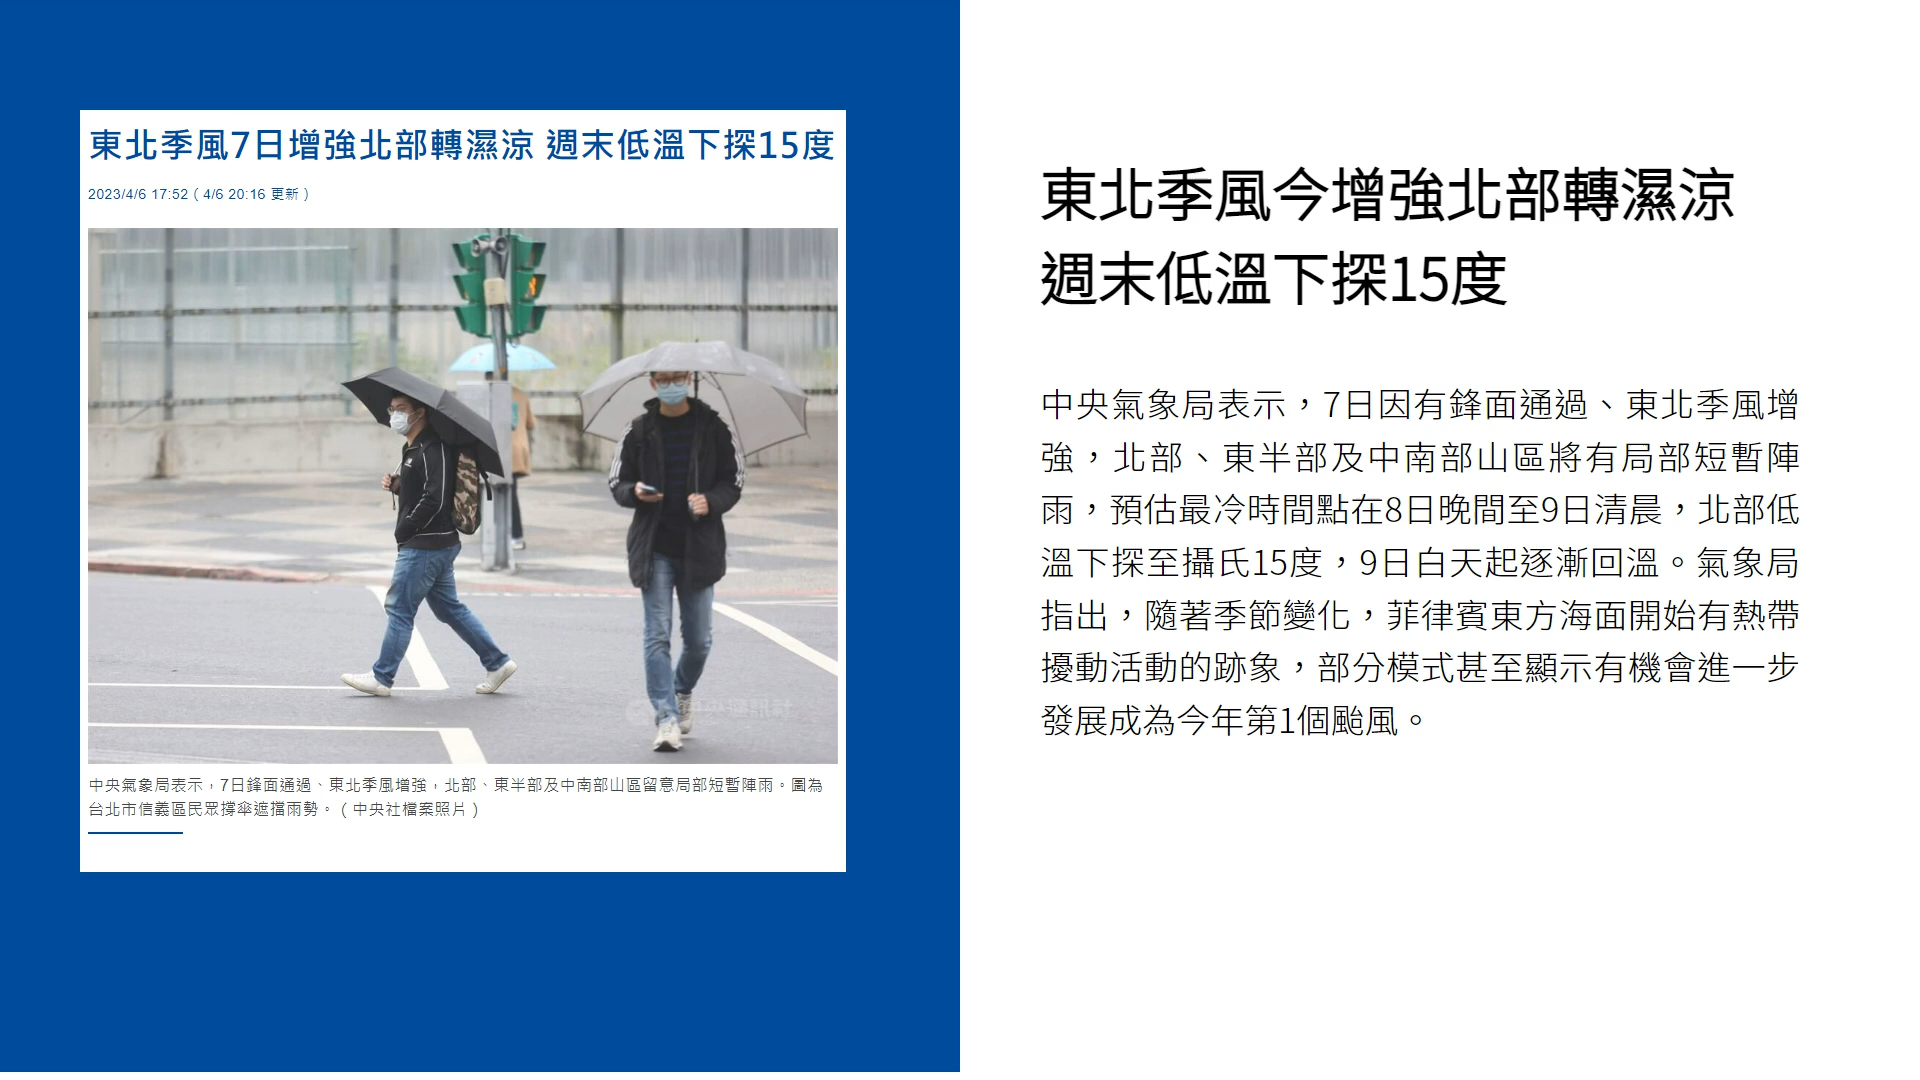 東北季風7日增強北部轉濕涼 週末低溫下探15度
2023/4/6 17:52（4/6 20:16 更新）
中央通訊社
中央氣象局表示，7日鋒面通過、東北季風增強，北部、東半部及中南部山區留意局部短暫陣雨。圖為
台北市信義區民眾撐傘遮擋雨勢。（中央社檔案照片）
東北季風今增強北部轉濕涼
週末低溫下探15度
中央氣象局表示，7日因有鋒面通過、東北季風增
強，北部、東半部及中南部山區將有局部短暫陣
雨，預估最冷時間點在8日晚間至9日清晨，北部低
溫下探至攝氏15度，9日白天起逐漸回溫。氣象局
指出，隨著季節變化，菲律賓東方海面開始有熱帶
擾動活動的跡象，部分模式甚至顯示有機會進一步
發展成為今年第1個颱風。